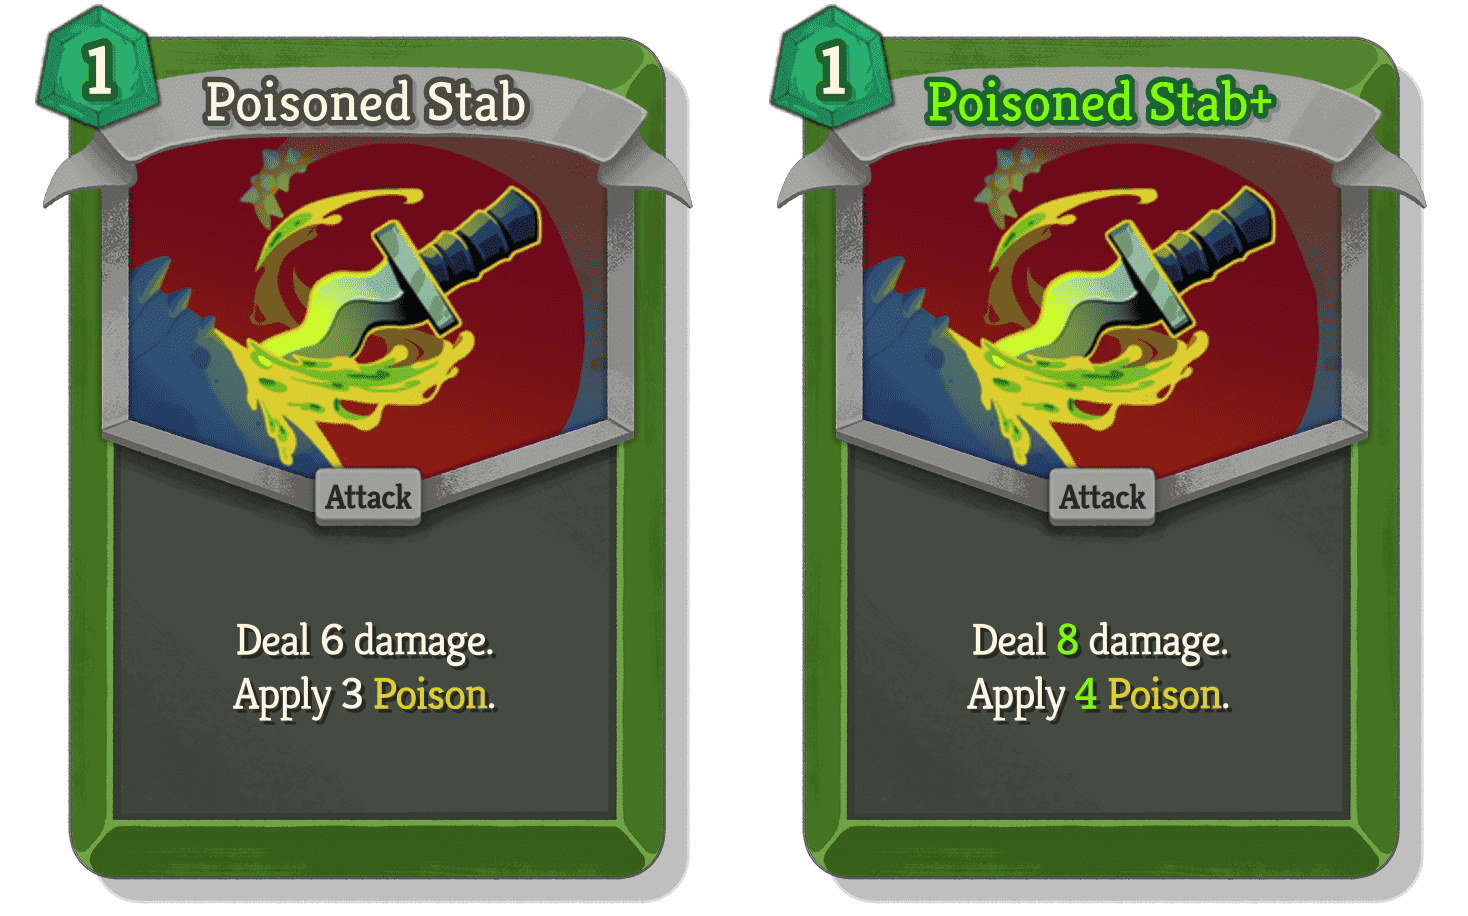 1
Poisoned Stab
Attack
Deal 6 damage.
Apply 3 Poison.
1
Poisoned Stab+
Attack
Deal 8 damage.
Apply 4 Poison.